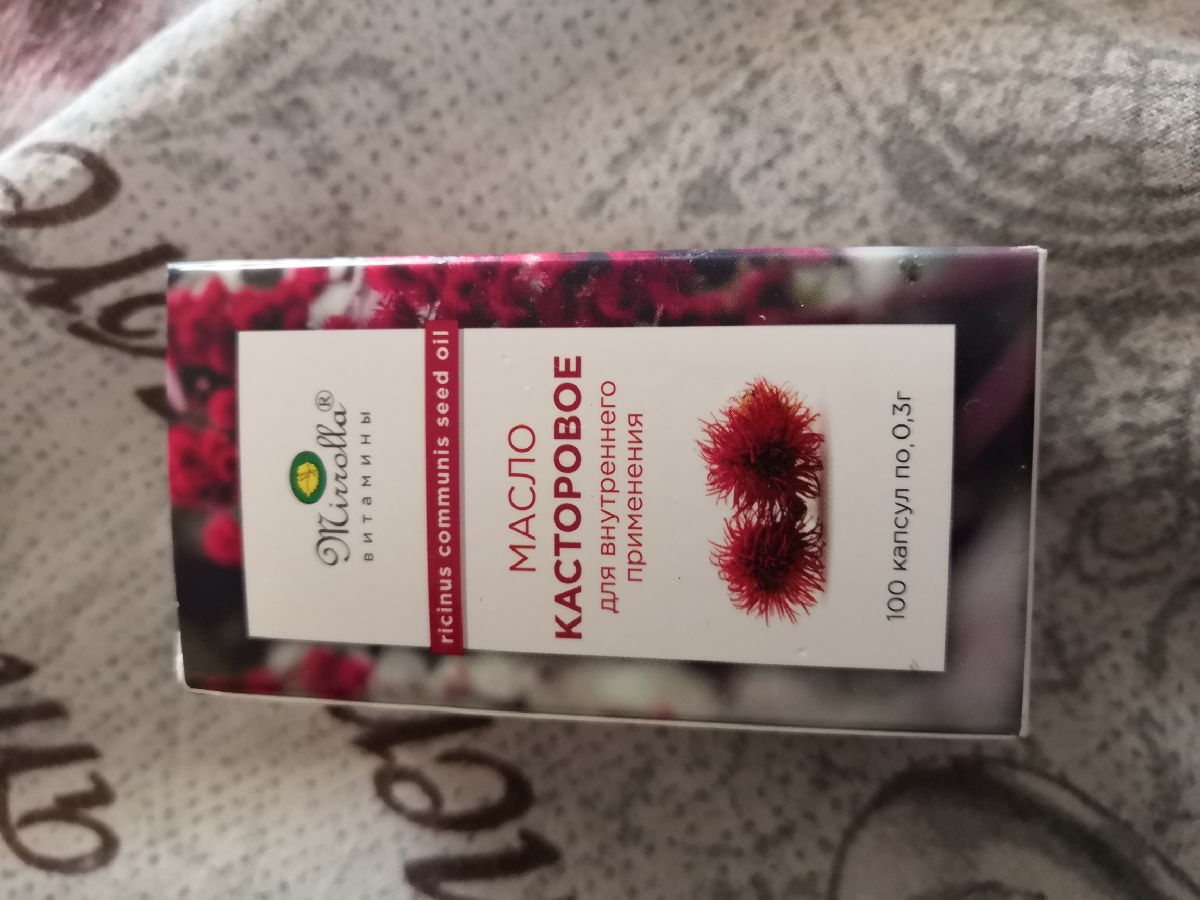 Mirrolla®
витамины
ricinus communis seed oil
МАСЛО
КАСТОРОВОЕ
для внутреннего
применения
100 капсул по 0,3г